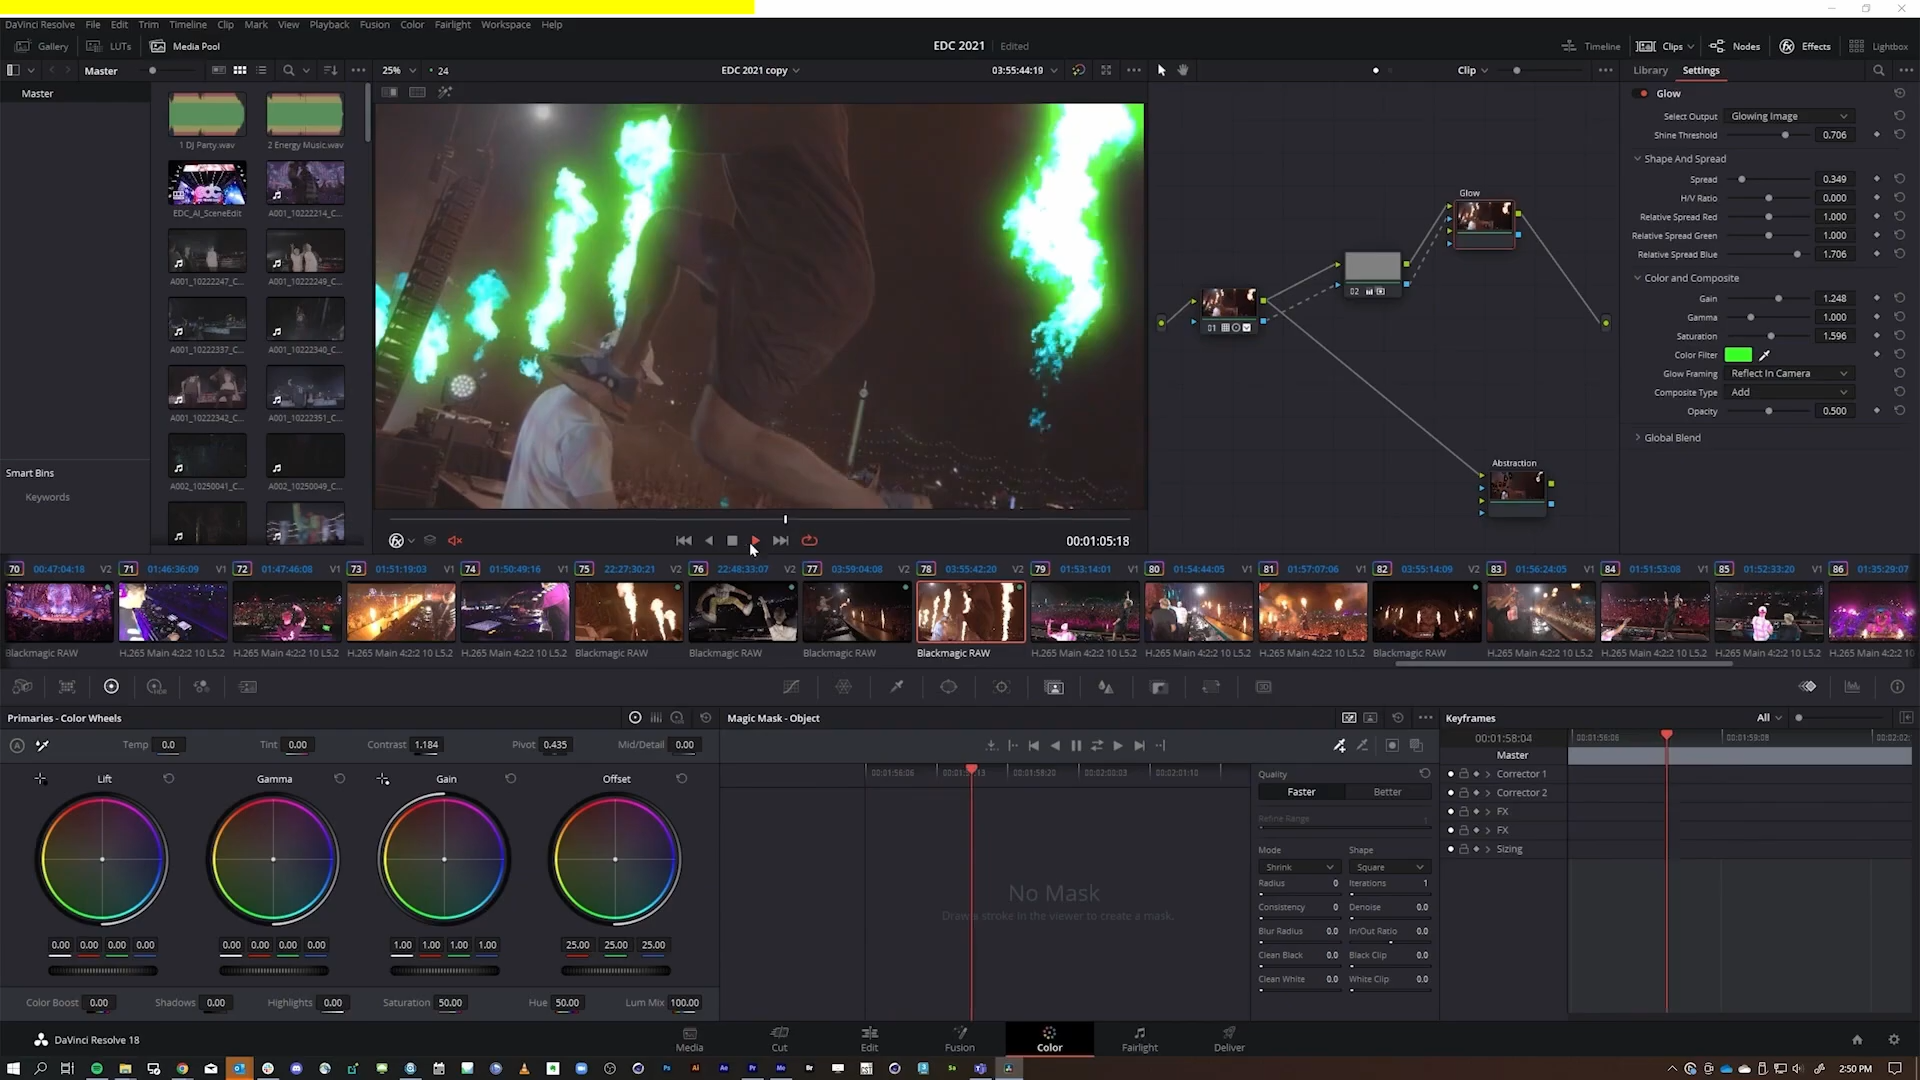 DaVinci Resolve File Edit Trim Timeline Clip Mark View Playback Fusion Color Fairlight Workspace Help
Gallery LUTs Media Pool EDC 2021 Edited Timeline Clips Nodes Effects Lightbox
Master 25% 24 EDC 2021 copy 03:55:44:19 Clip Library Settings
Master
1 DJ Party.wav 2 Energy Music.wav
EDC_AI_SceneEdit A001_10222214_C...
A001_10222247_C... A001_10222249_C...
A001_10222337_C... A001_10222340_C...
A001_10222342_C... A001_10222351_C...
A002_10250041_C... A002_10250049_C...
Smart Bins
Keywords
Glow
01
02
Abstraction
Glow
Select Output Glowing Image
Shine Threshold 0.706
Shape And Spread
Spread 0.349
H/V Ratio 0.000
Relative Spread Red 1.000
Relative Spread Green 1.000
Relative Spread Blue 1.706
Color and Composite
Gain 1.248
Gamma 1.000
Saturation 1.596
Color Filter
Glow Framing Reflect In Camera
Composite Type Add
Opacity 0.500
Global Blend
00:01:05:18
70 00:47:04:18 V2 71 01:46:36:09 V1 72 01:47:46:08 V1 73 01:51:19:03 V1 74 01:50:49:16 V1 75 22:27:30:21 V2 76 22:48:33:07 V2 77 03:59:04:08 V2 78 03:55:42:20 V2 79 01:53:14:01 V1 80 01:54:44:05 V1 81 01:57:07:06 V1 82 03:55:14:09 V2 83 01:56:24:05 V1 84 01:51:53:08 V1 85 01:52:33:20 V1 86 01:35:29:07
Blackmagic RAW H.265 Main 4:2:2 10 L5.2 H.265 Main 4:2:2 10 L5.2 H.265 Main 4:2:2 10 L5.2 H.265 Main 4:2:2 10 L5.2 Blackmagic RAW Blackmagic RAW Blackmagic RAW Blackmagic RAW H.265 Main 4:2:2 10 L5.2 H.265 Main 4:2:2 10 L5.2 H.265 Main 4:2:2 10 L5.2 Blackmagic RAW H.265 Main 4:2:2 10 L5.2 H.265 Main 4:2:2 10 L5.2 H.265 Main 4:2:2 10 L5.2 H.265 Main 4:2:2 10
Primaries - Color Wheels
Temp 0.0 Tint 0.00 Contrast 1.184 Pivot 0.435 Mid/Detail 0.00
Lift Gamma Gain Offset
0.00 0.00 0.00 0.00 0.00 0.00 0.00 0.00 1.00 1.00 1.00 1.00 25.00 25.00 25.00
Color Boost 0.00 Shadows 0.00 Highlights 0.00 Saturation 50.00 Hue 50.00 Lum Mix 100.00
Magic Mask - Object
00:01:56:06 00:01:58:20 00:02:00:03 00:02:01:10
No Mask
Draw a stroke in the viewer to create a mask.
Quality
Faster Better
Refine Range 1
Mode Shape
Shrink Square
Radius 0 Iterations 1
Consistency 0 Denoise 0.0
Blur Radius 0.0 In/Out Ratio 0.0
Clean Black 0.0 Black Clip 0.0
Clean White 0.0 White Clip 0.0
Keyframes All
00:01:58:04 00:01:56:06 00:01:59:08 00:02:02:
Master
Corrector 1
Corrector 2
FX
FX
Sizing
DaVinci Resolve 18
Media Cut Edit Fusion Color Fairlight Deliver
Ps Ai Ae Pr Me Br Sa
2:50 PM